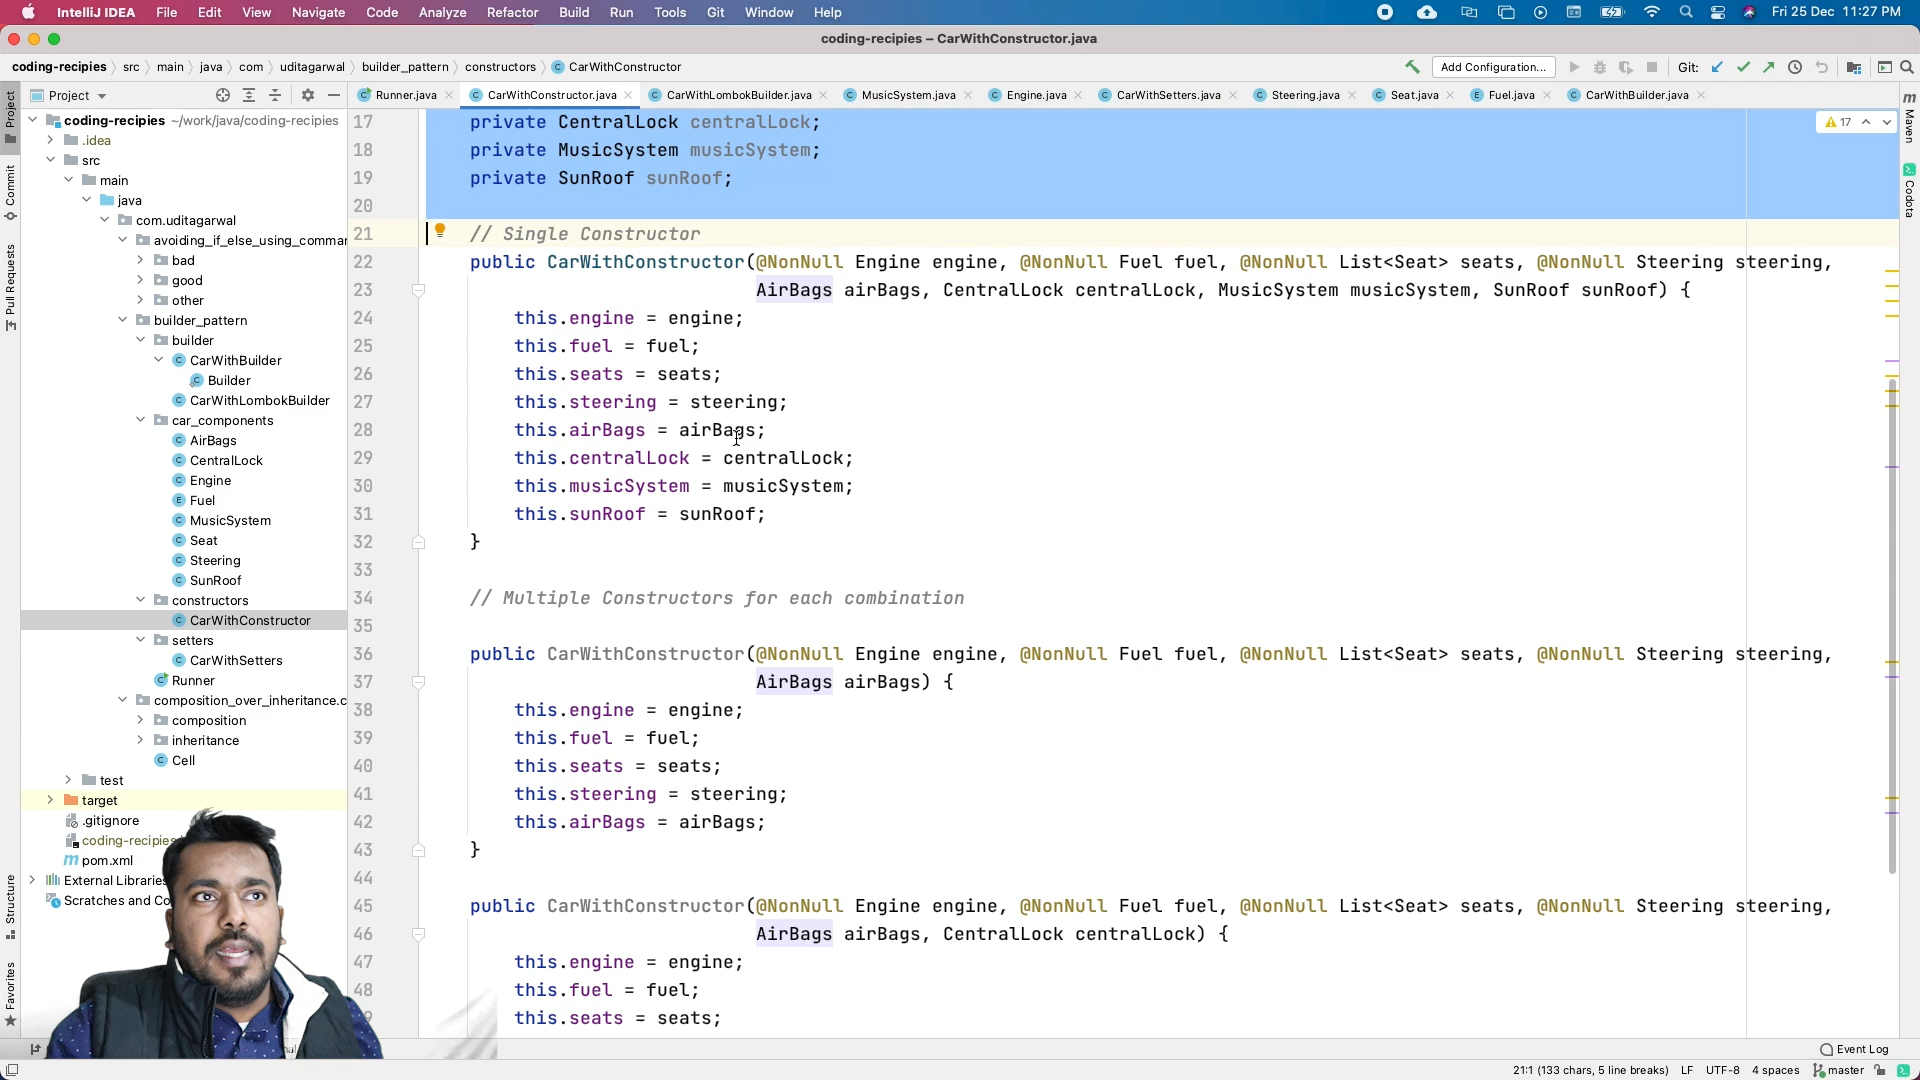 IntelliJ IDEA File Edit View Navigate Code Analyze Refactor Build Run Tools Git Window Help Fri 25 Dec 11:27 PM
coding-recipies – CarWithConstructor.java
coding-recipies src main java com uditagarwal builder_pattern constructors CarWithConstructor Add Configuration... Git:
Project Runner.java CarWithConstructor.java CarWithLombokBuilder.java MusicSystem.java Engine.java CarWithSetters.java Steering.java Seat.java Fuel.java CarWithBuilder.java
Project
Commit
Pull Requests
Structure
Favorites
coding-recipies ~/work/java/coding-recipies
.idea
src
main
java
com.uditagarwal
avoiding_if_else_using_commar
bad
good
other
builder_pattern
builder
CarWithBuilder
Builder
CarWithLombokBuilder
car_components
AirBags
CentralLock
Engine
Fuel
MusicSystem
Seat
Steering
SunRoof
constructors
CarWithConstructor
setters
CarWithSetters
Runner
composition_over_inheritance.c
composition
inheritance
Cell
test
target
.gitignore
coding-recipies
pom.xml
External Libraries
Scratches and Co
17 private CentralLock centralLock;
18 private MusicSystem musicSystem;
19 private SunRoof sunRoof;
20
21 // Single Constructor
22 public CarWithConstructor(@NonNull Engine engine, @NonNull Fuel fuel, @NonNull List<Seat> seats, @NonNull Steering steering,
23 AirBags airBags, CentralLock centralLock, MusicSystem musicSystem, SunRoof sunRoof) {
24 this.engine = engine;
25 this.fuel = fuel;
26 this.seats = seats;
27 this.steering = steering;
28 this.airBags = airBags;
29 this.centralLock = centralLock;
30 this.musicSystem = musicSystem;
31 this.sunRoof = sunRoof;
32 }
33
34 // Multiple Constructors for each combination
35
36 public CarWithConstructor(@NonNull Engine engine, @NonNull Fuel fuel, @NonNull List<Seat> seats, @NonNull Steering steering,
37 AirBags airBags) {
38 this.engine = engine;
39 this.fuel = fuel;
40 this.seats = seats;
41 this.steering = steering;
42 this.airBags = airBags;
43 }
44
45 public CarWithConstructor(@NonNull Engine engine, @NonNull Fuel fuel, @NonNull List<Seat> seats, @NonNull Steering steering,
46 AirBags airBags, CentralLock centralLock) {
47 this.engine = engine;
48 this.fuel = fuel;
this.seats = seats;
17
Maven
Codota
Event Log
21:1 (133 chars, 5 line breaks) LF UTF-8 4 spaces master